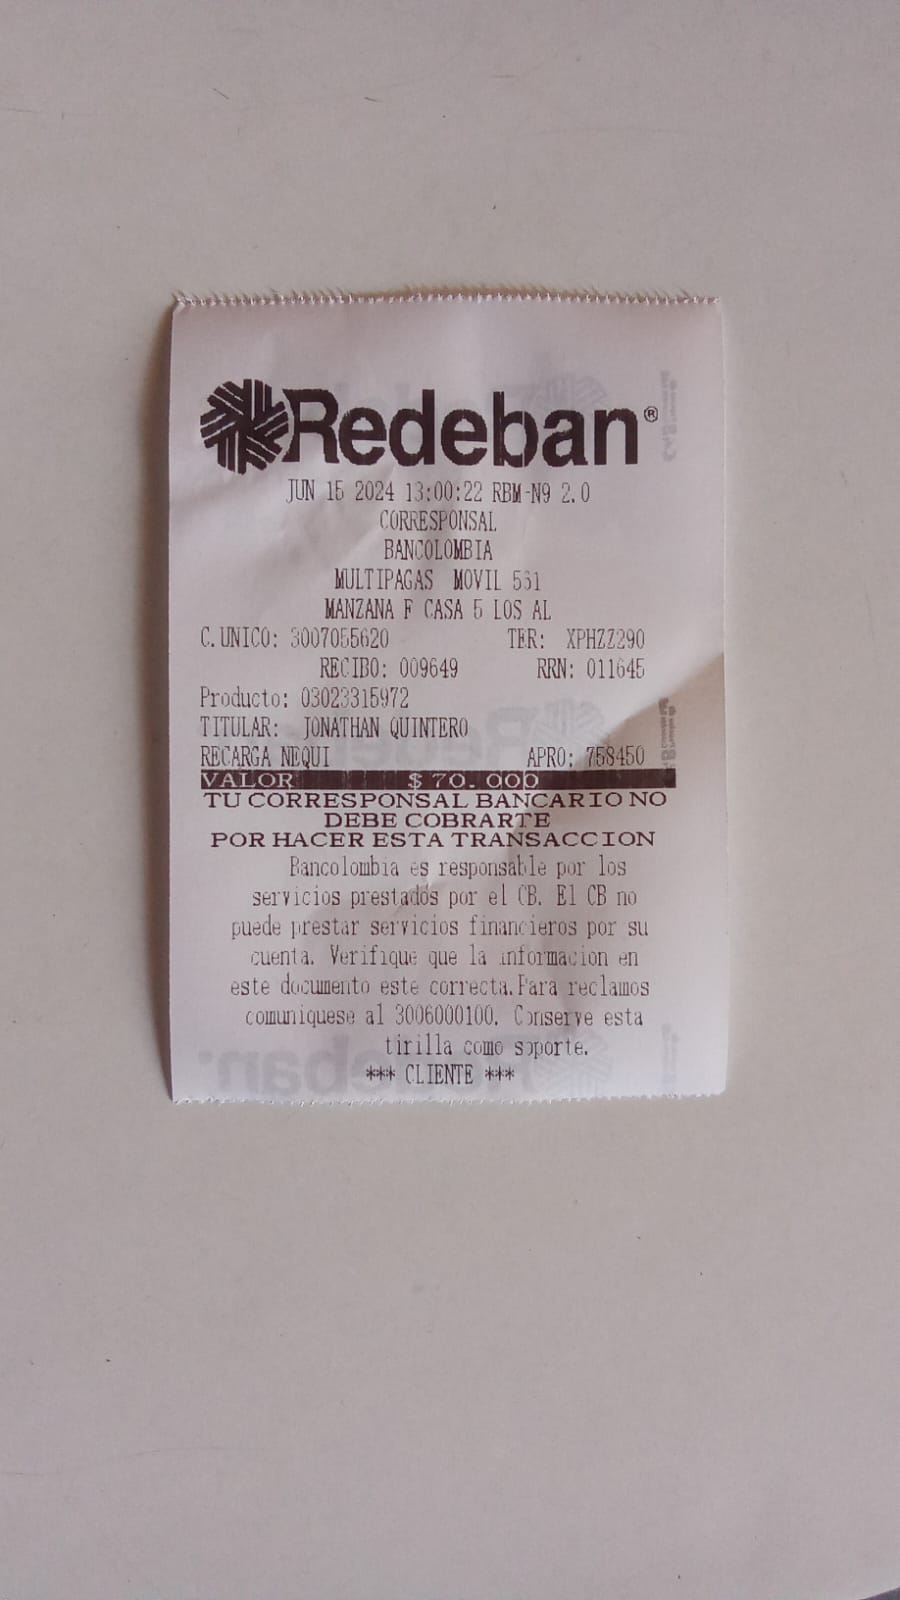 Redeban®
JUN 15 2024 13:00:22 RBM-N9 2.0
CORRESPONSAL
BANCOLOMBIA
MULTIPAGAS MOVIL 551
MANZANA F CASA 5 LOS AL
C.UNICO: 3007055620 TER: XPHZZ290
RECIBO: 009649 RRN: 011645
Producto: 03023315972
TITULAR: JONATHAN QUINTERO
RECARGA NEQUI APRO: 758450
VALOR $ 70.000
TU CORRESPONSAL BANCARIO NO
DEBE COBRARTE
POR HACER ESTA TRANSACCION
Bancolombia es responsable por los
servicios prestados por el CB. El CB no
puede prestar servicios financieros por su
cuenta. Verifique que la informacion en
este documento este correcta.Para reclamos
comuniquese al 3006000100. Conserve esta
tirilla como soporte.
*** CLIENTE ***